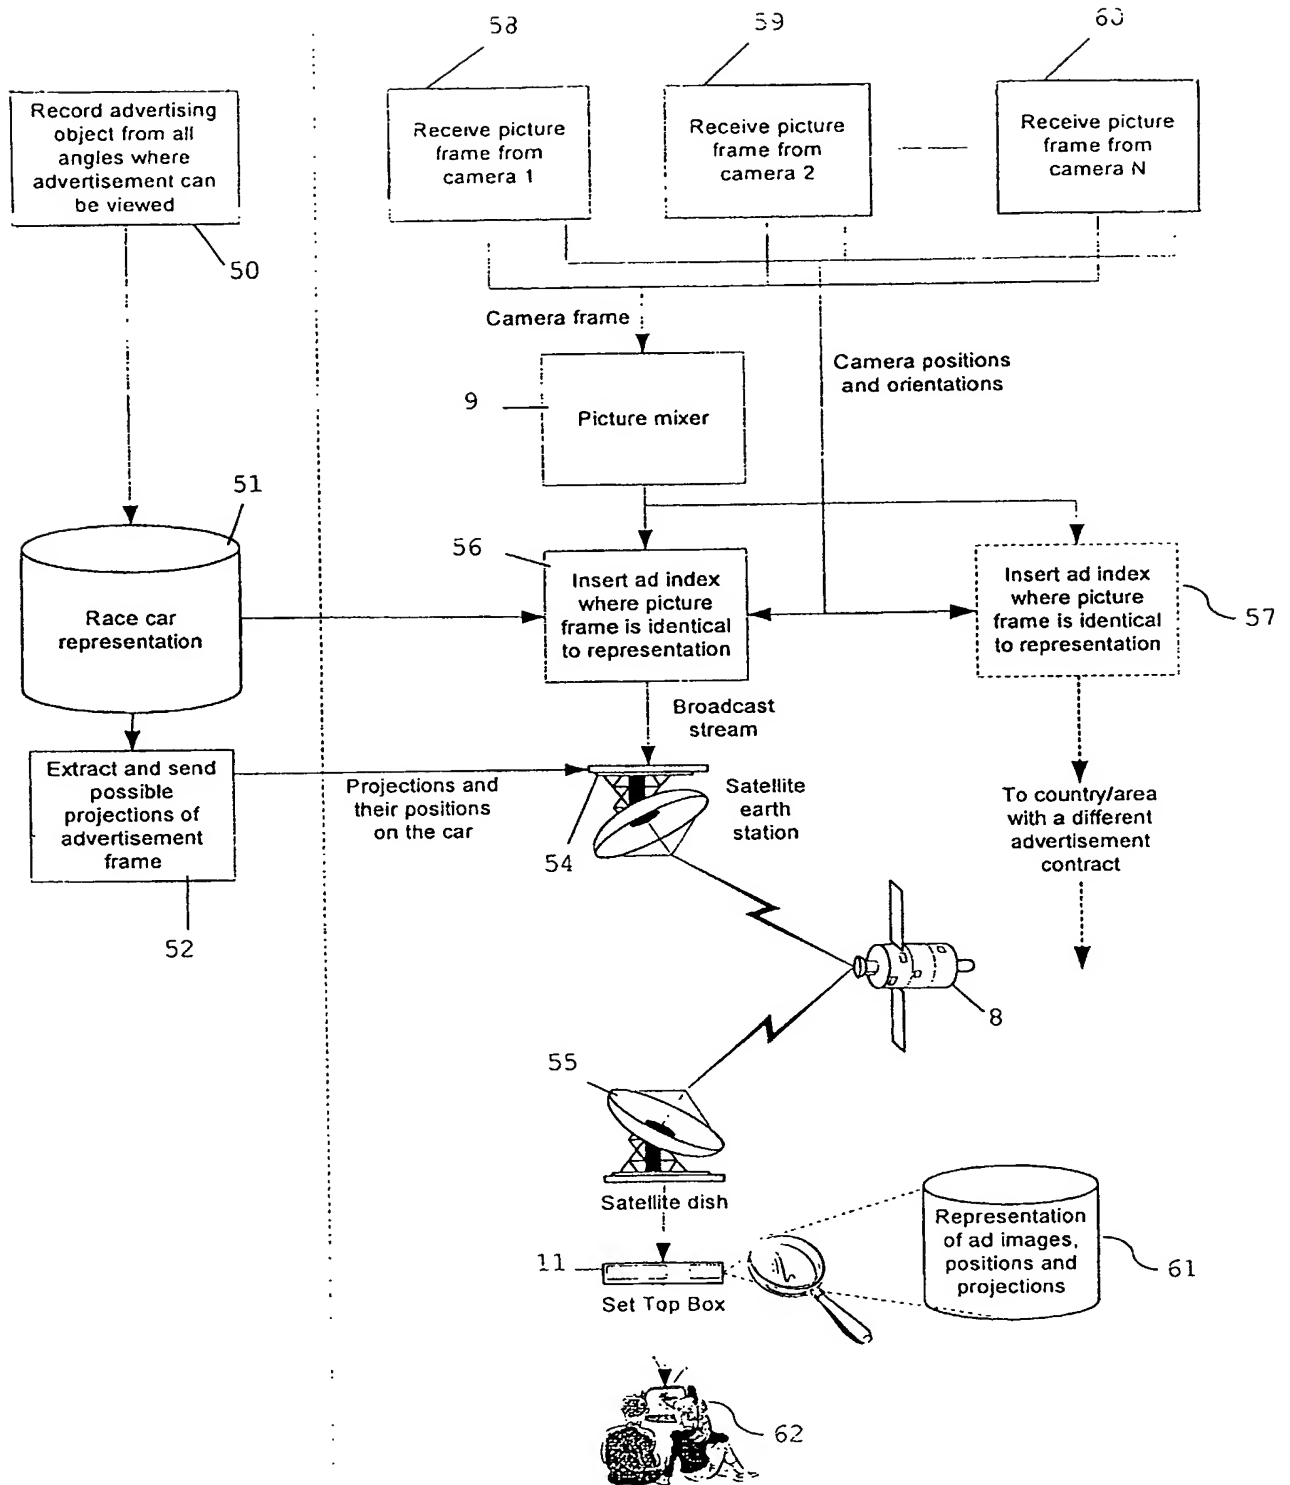 58
59
60
Record advertising
object from all
angles where
advertisement can
be viewed
50
Receive picture
frame from
camera 1
Receive picture
frame from
camera 2
Receive picture
frame from
camera N
Camera frame
Camera positions
and orientations
9
Picture mixer
51
Race car
representation
56
Insert ad index
where picture
frame is identical
to representation
Insert ad index
where picture
frame is identical
to representation
57
Broadcast
stream
Extract and send
possible
projections of
advertisement
frame
52
Projections and
their positions
on the car
54
Satellite
earth
station
To country/area
with a different
advertisement
contract
8
55
Satellite dish
11
Set Top Box
Representation
of ad images,
positions and
projections
61
62